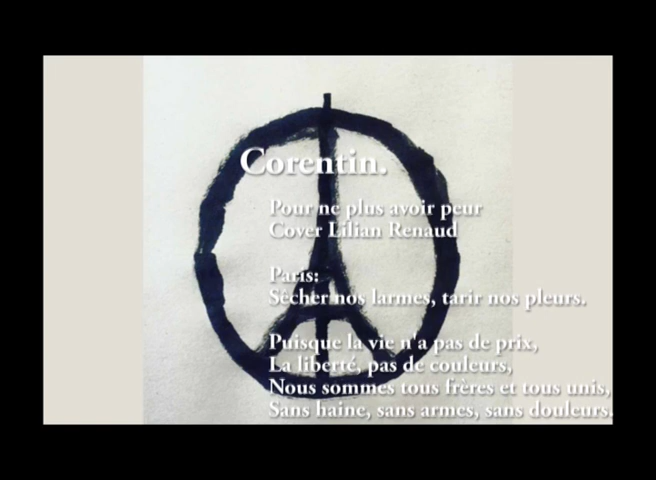 Corentin.
Pour ne plus avoir peur
Cover Lilian Renaud
Paris:
Sécher nos larmes, tarir nos pleurs.
Puisque la vie n'a pas de prix,
La liberté, pas de couleurs,
Nous sommes tous frères et tous unis,
Sans haine, sans armes, sans douleurs.